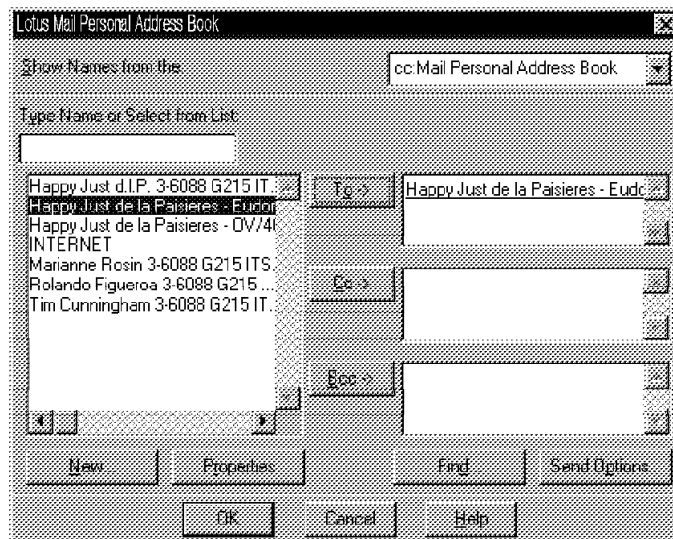 Lotus Mail Personal Address Book
Show Names from the:
cc:Mail Personal Address Book
Type Name or Select from List:
Happy Just d.l.P. 3-6088 G215 IT.
Happy Just de la Paisieres - Eudor
Happy Just de la Paisieres - OV/4(
INTERNET
Marianne Rosin 3-6088 G215 ITS.
Rolando Figueroa 3-6088 G215 ...
Tim Cunningham 3-6088 G215 IT.
To ->
Happy Just de la Paisieres - Eudc
Cc ->
Bcc ->
New...
Properties
Find...
Send Options...
OK
Cancel
Help